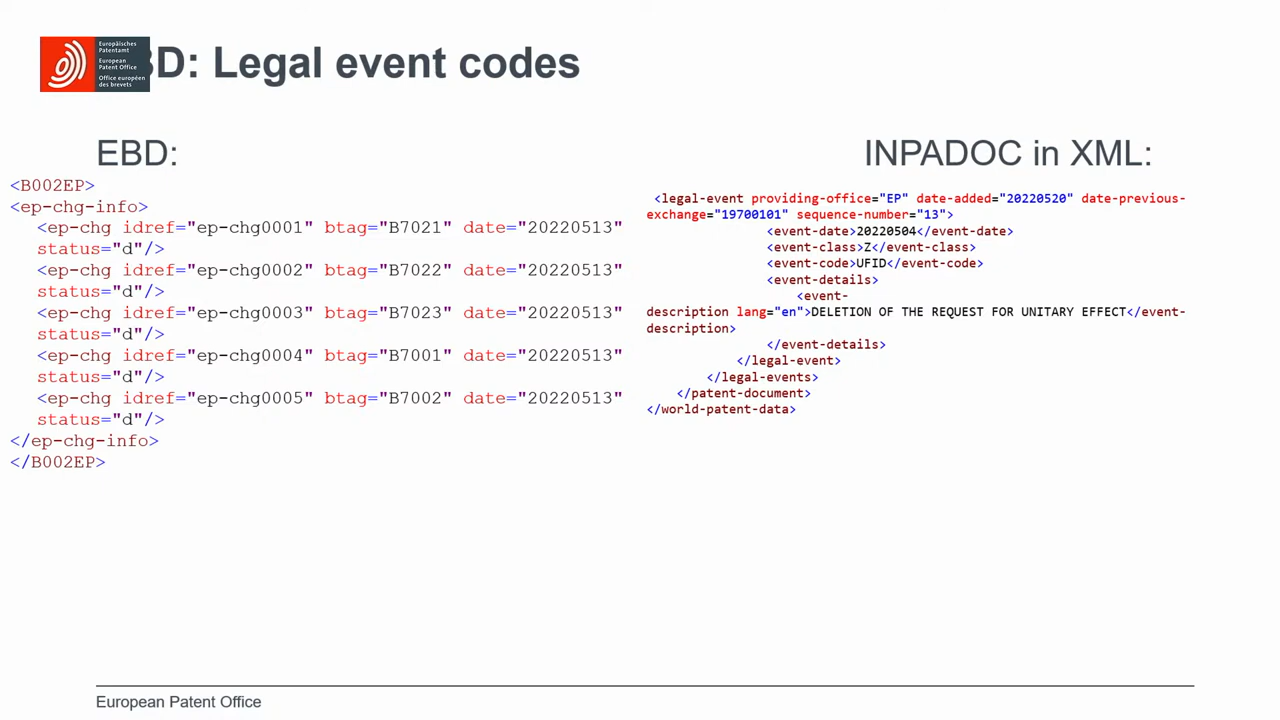 Europäisches
Patentamt
European
Patent Office
Office européen
des brevets
D: Legal event codes
EBD:
<B002EP>
<ep-chg-info>
<ep-chg idref="ep-chg0001" btag="B7021" date="20220513"
status="d"/>
<ep-chg idref="ep-chg0002" btag="B7022" date="20220513"
status="d"/>
<ep-chg idref="ep-chg0003" btag="B7023" date="20220513"
status="d"/>
<ep-chg idref="ep-chg0004" btag="B7001" date="20220513"
status="d"/>
<ep-chg idref="ep-chg0005" btag="B7002" date="20220513"
status="d"/>
</ep-chg-info>
</B002EP>
INPADOC in XML:
<legal-event providing-office="EP" date-added="20220520" date-previous-
exchange="19700101" sequence-number="13">
<event-date>20220504</event-date>
<event-class>Z</event-class>
<event-code>UFID</event-code>
<event-details>
<event-
description lang="en">DELETION OF THE REQUEST FOR UNITARY EFFECT</event-
description>
</event-details>
</legal-event>
</legal-events>
</patent-document>
</world-patent-data>
European Patent Office